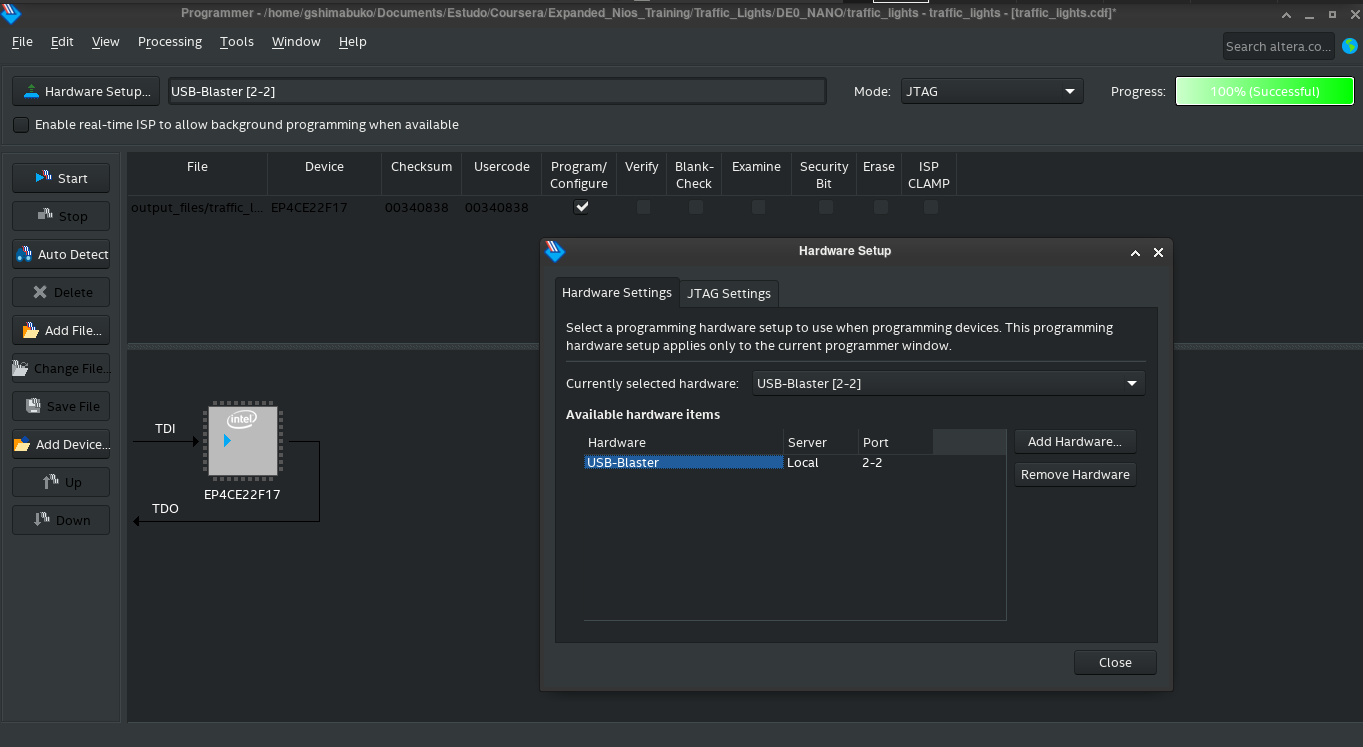 Programmer - /home/gshimabuko/Documents/Estudo/Coursera/Expanded_Nios_Training/Traffic_Lights/DE0_NANO/traffic_lights - traffic_lights - [traffic_lights.cdf]*
File Edit View Processing Tools Window Help
Search altera.co...
Hardware Setup... USB-Blaster [2-2] Mode: JTAG Progress: 100% (Successful)
Enable real-time ISP to allow background programming when available
Start
Stop
Auto Detect
Delete
Add File...
Change File...
Save File
Add Device...
Up
Down
File Device Checksum Usercode Program/ Verify Blank- Examine Security Erase ISP
Configure Check Bit CLAMP
output_files/traffic_l... EP4CE22F17 00340838 00340838
TDI
intel
EP4CE22F17
TDO
Hardware Setup
Hardware Settings JTAG Settings
Select a programming hardware setup to use when programming devices. This programming
hardware setup applies only to the current programmer window.
Currently selected hardware: USB-Blaster [2-2]
Available hardware items
Hardware Server Port
USB-Blaster Local 2-2
Add Hardware...
Remove Hardware
Close